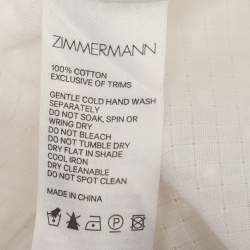 ZIMMERMANN
100% COTTON
EXCLUSIVE OF TRIMS
GENTLE COLD HAND WASH
SEPARATELY
DO NOT SOAK, SPIN OR
WRING DRY
DO NOT BLEACH
DO NOT TUMBLE DRY
DRY FLAT IN SHADE
COOL IRON
DRY CLEANABLE
DO NOT SPOT CLEAN
MADE IN CHINA
P